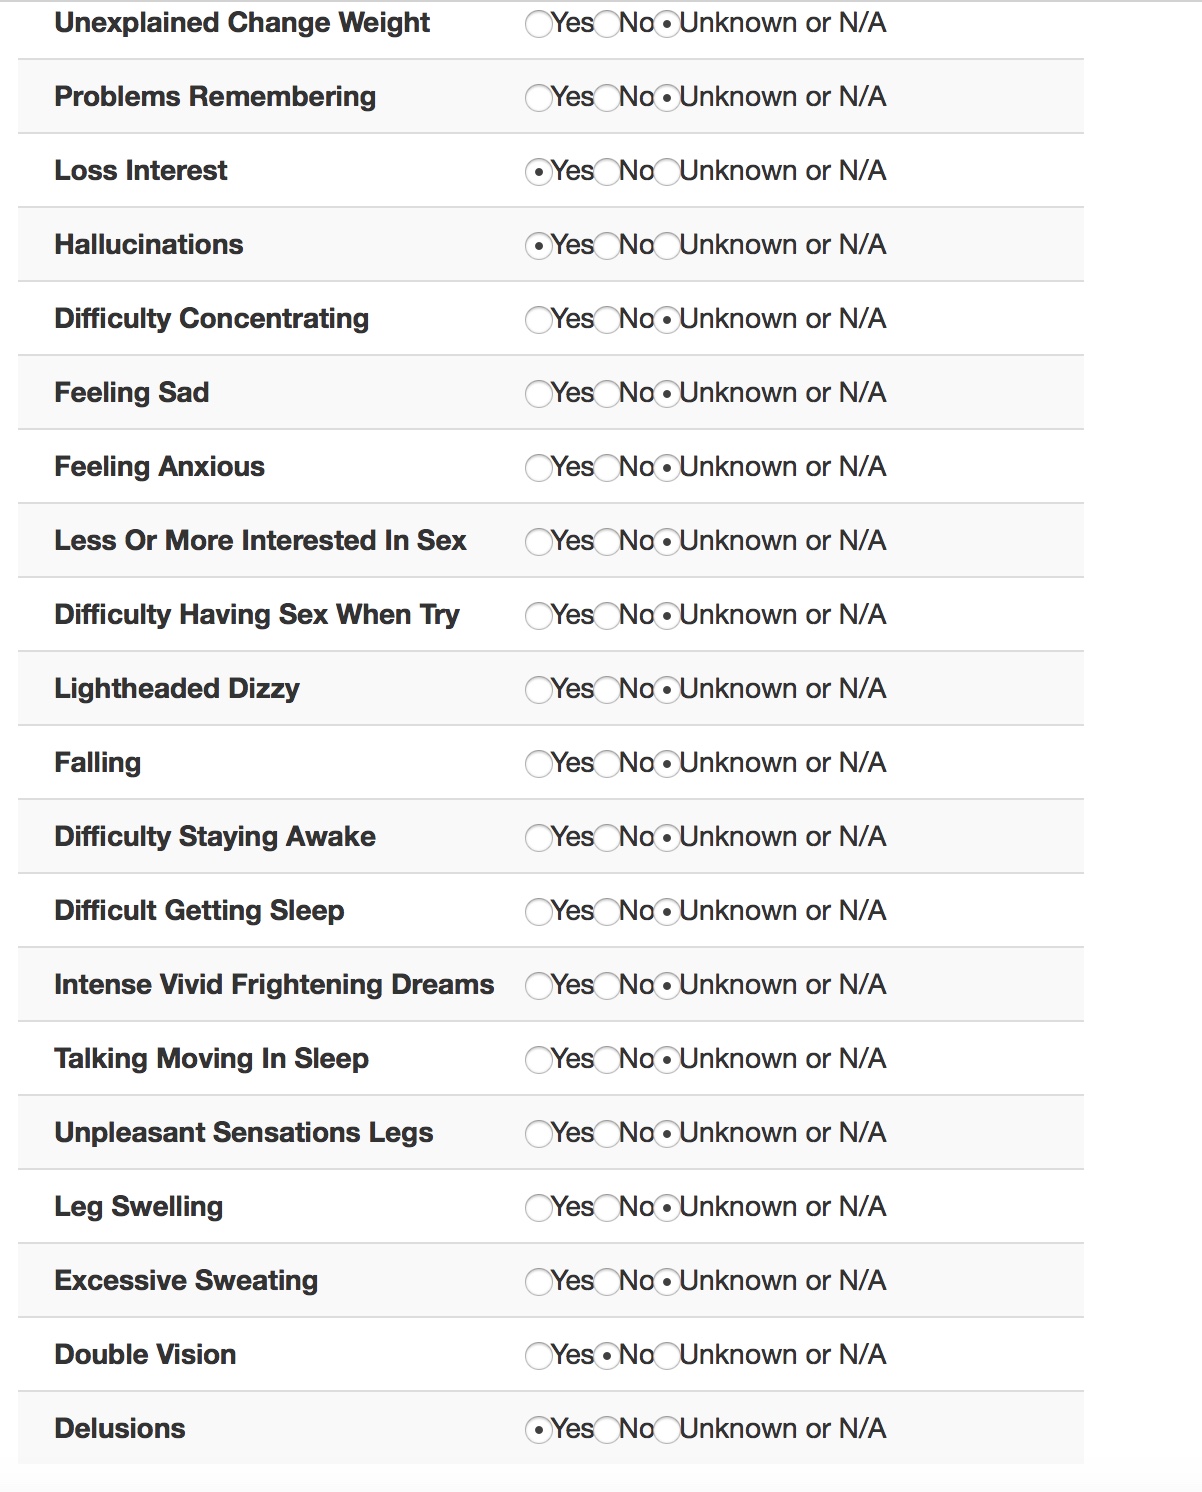 Unexplained Change Weight Yes No Unknown or N/A
Problems Remembering Yes No Unknown or N/A
Loss Interest Yes No Unknown or N/A
Hallucinations Yes No Unknown or N/A
Difficulty Concentrating Yes No Unknown or N/A
Feeling Sad Yes No Unknown or N/A
Feeling Anxious Yes No Unknown or N/A
Less Or More Interested In Sex Yes No Unknown or N/A
Difficulty Having Sex When Try Yes No Unknown or N/A
Lightheaded Dizzy Yes No Unknown or N/A
Falling Yes No Unknown or N/A
Difficulty Staying Awake Yes No Unknown or N/A
Difficult Getting Sleep Yes No Unknown or N/A
Intense Vivid Frightening Dreams Yes No Unknown or N/A
Talking Moving In Sleep Yes No Unknown or N/A
Unpleasant Sensations Legs Yes No Unknown or N/A
Leg Swelling Yes No Unknown or N/A
Excessive Sweating Yes No Unknown or N/A
Double Vision Yes No Unknown or N/A
Delusions Yes No Unknown or N/A